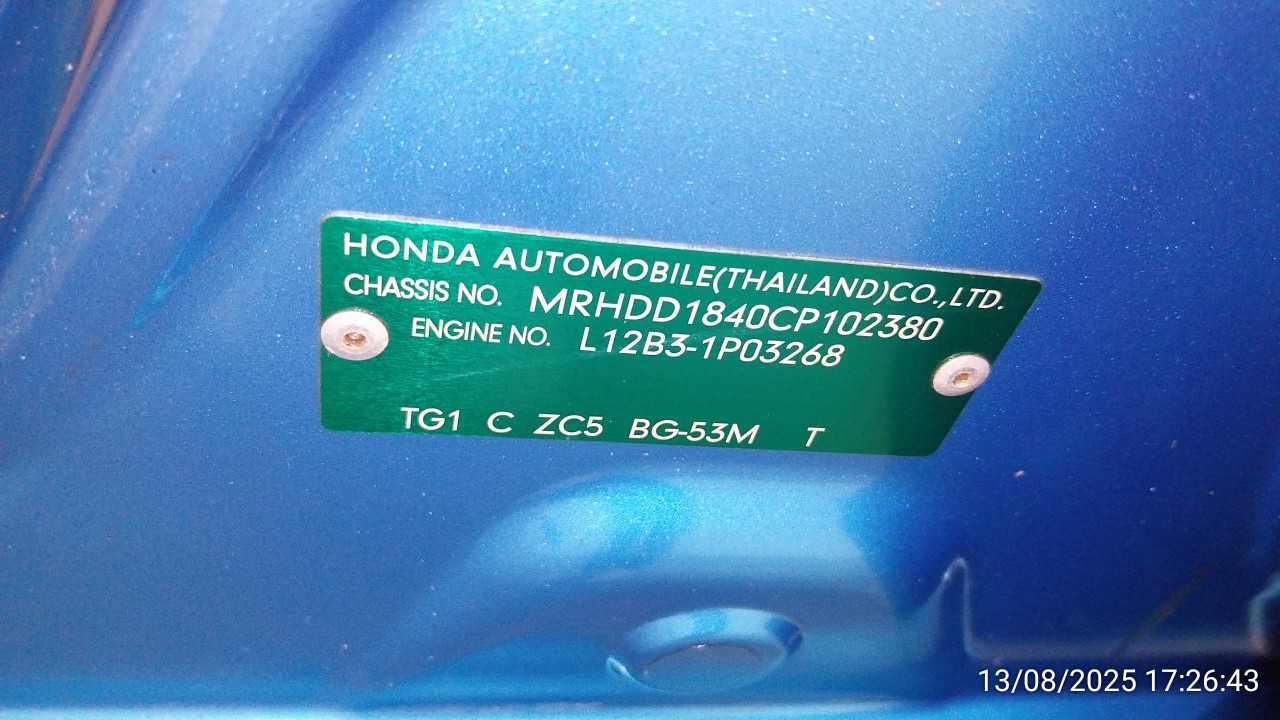 HONDA AUTOMOBILE(THAILAND)CO.,LTD.
CHASSIS NO. MRHDD1840CP102380
ENGINE NO. L12B3-1P03268
TG1 C ZC5 BG-53M T
13/08/2025 17:26:43